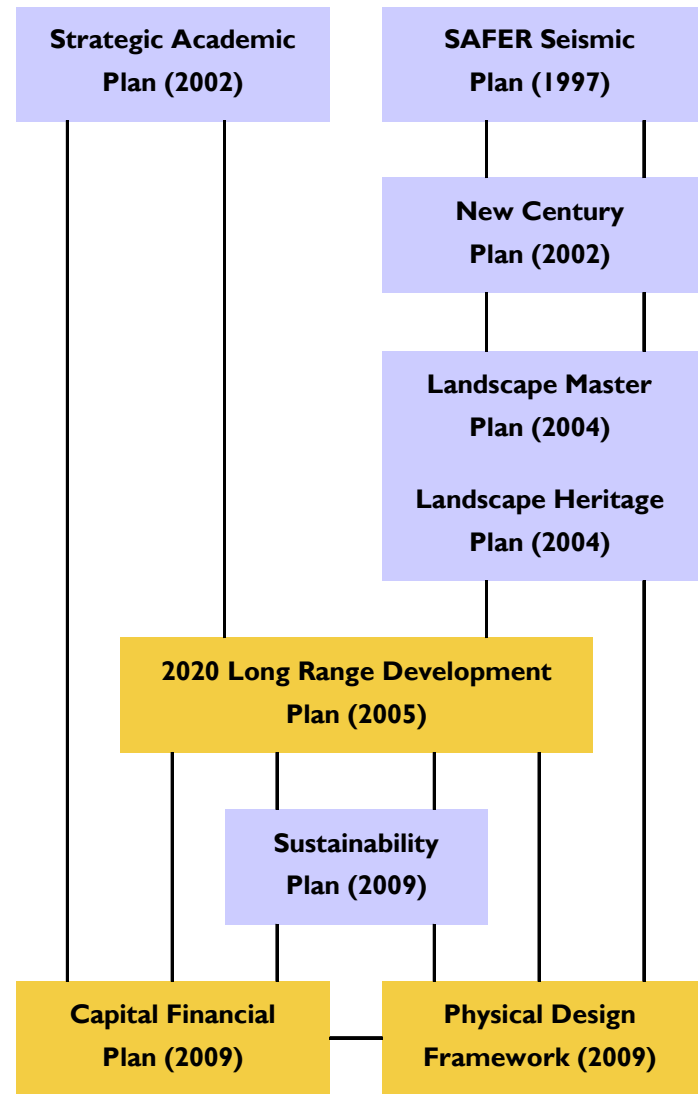 Strategic Academic
Plan (2002)
SAFER Seismic
Plan (1997)
New Century
Plan (2002)
Landscape Master
Plan (2004)
Landscape Heritage
Plan (2004)
2020 Long Range Development
Plan (2005)
Sustainability
Plan (2009)
Capital Financial
Plan (2009)
Physical Design
Framework (2009)